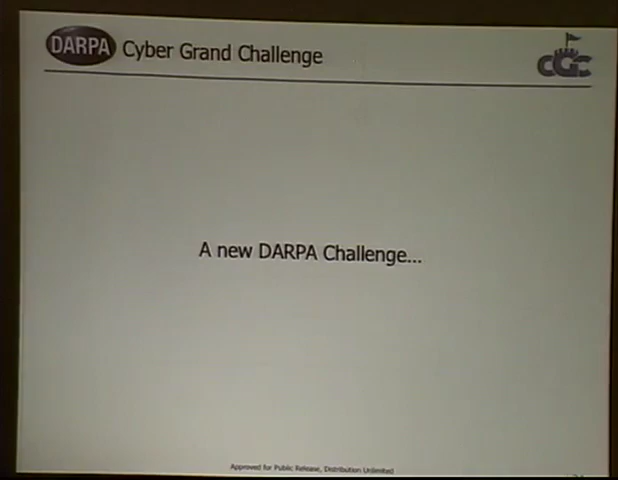 DARPA Cyber Grand Challenge
CGC
A new DARPA Challenge...
Approved for Public Release, Distribution Unlimited